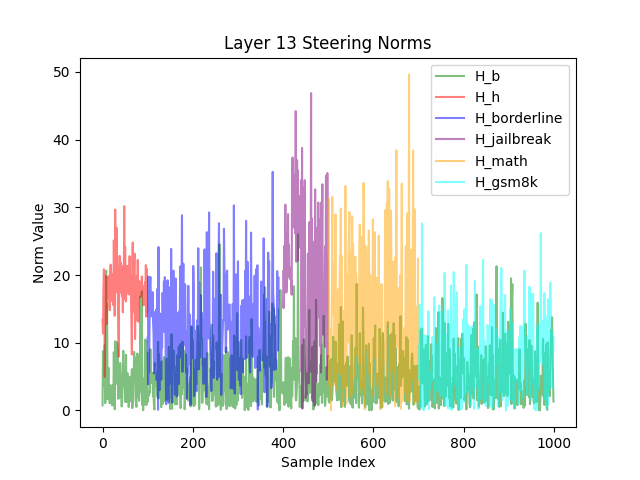 Layer 13 Steering Norms
50
40
30
20
10
0
Norm Value
0
200
400
600
800
1000
Sample Index
H_b
H_h
H_borderline
H_jailbreak
H_math
H_gsm8k